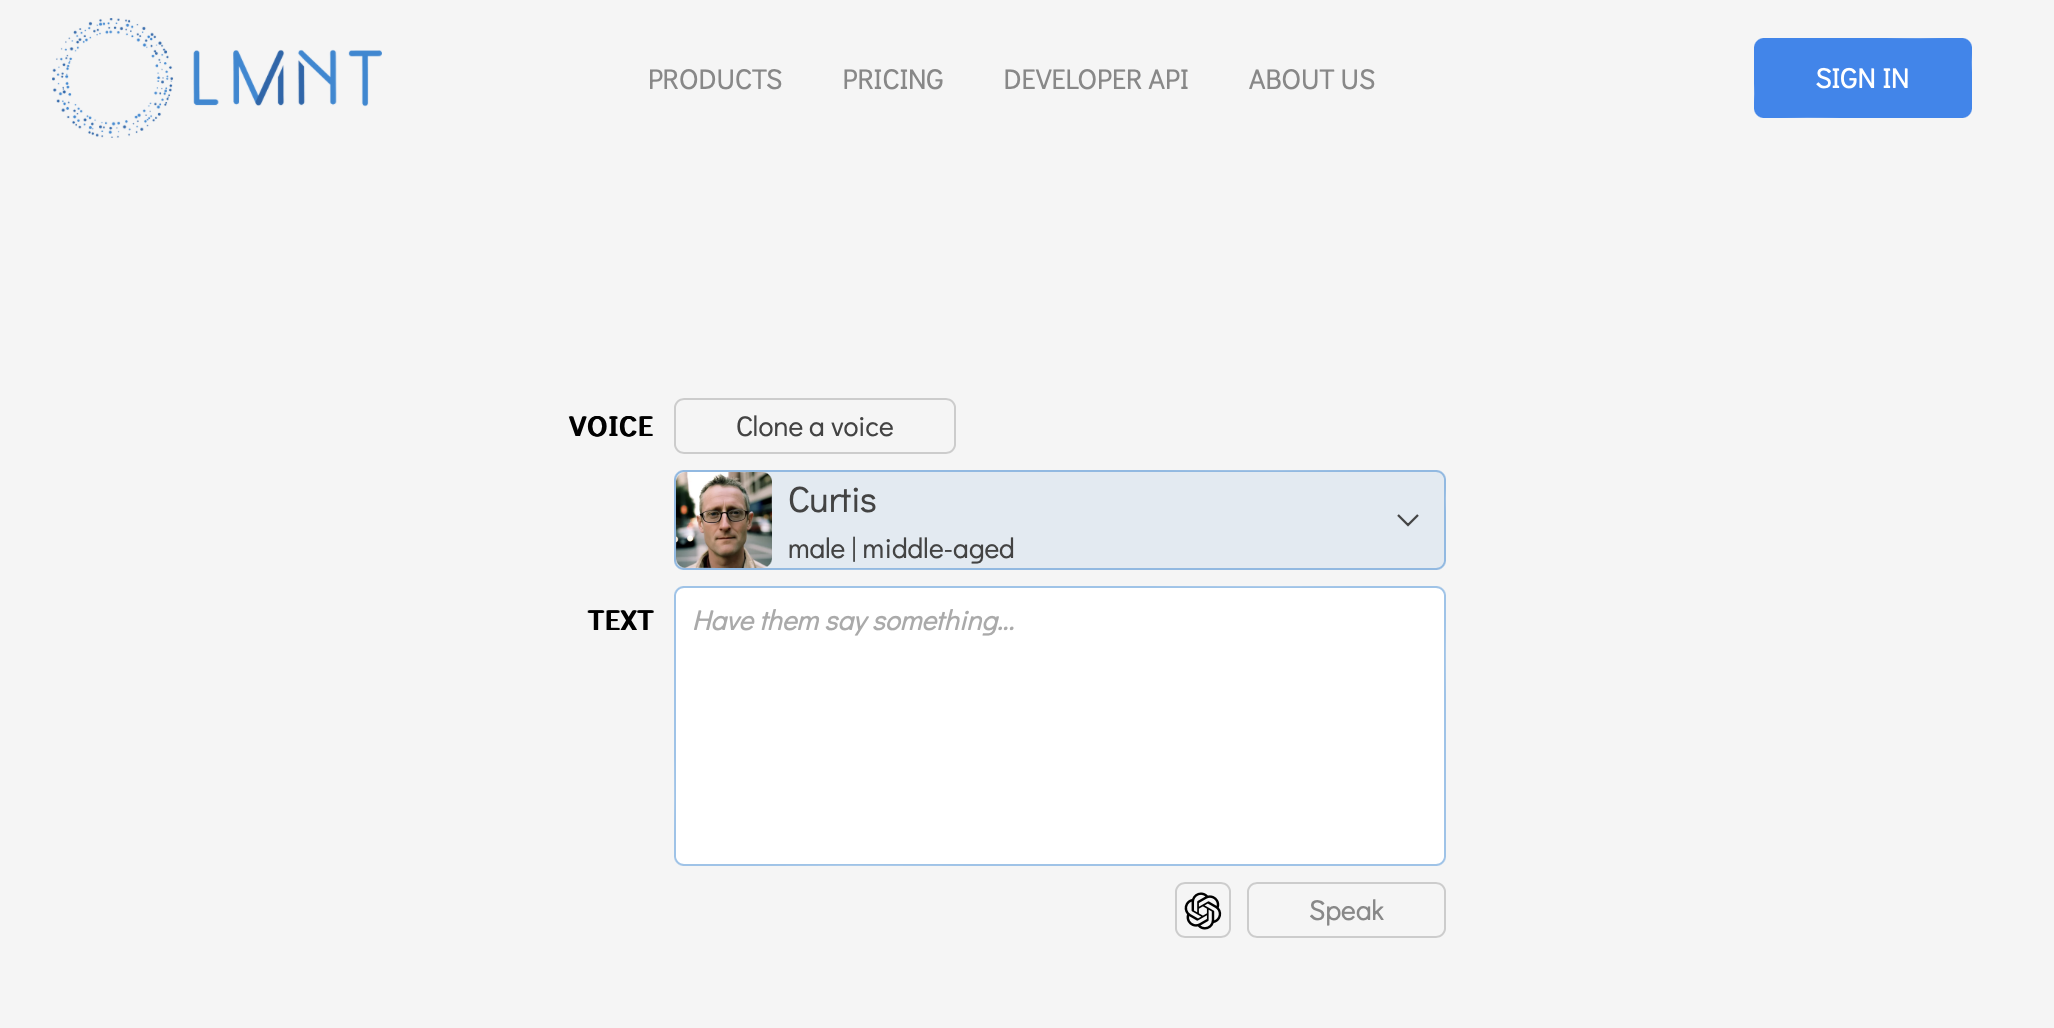 LMNT
PRODUCTS PRICING DEVELOPER API ABOUT US
SIGN IN
VOICE
Clone a voice
Curtis
male | middle-aged
TEXT
Have them say something...
Speak